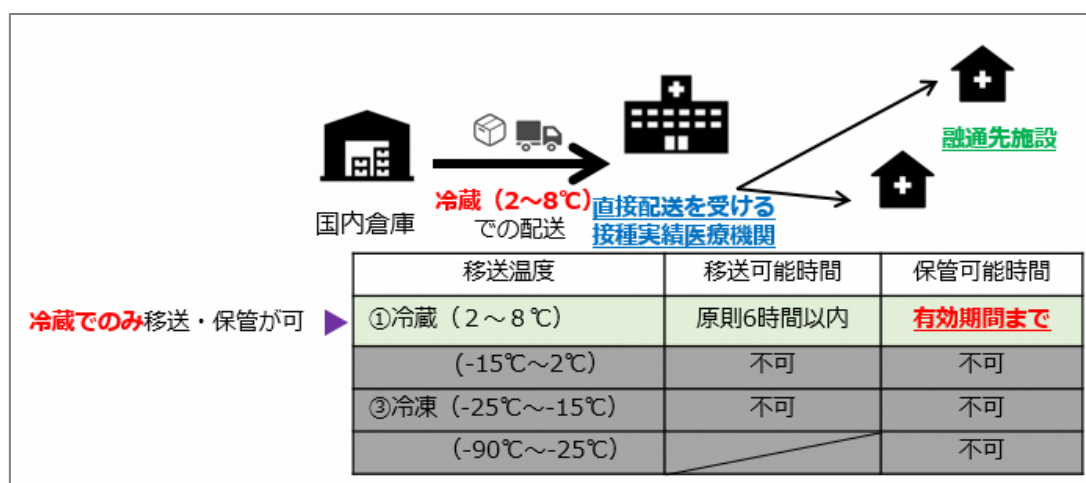 融通先施設
国内倉庫
冷蔵（2～8℃）
での配送
直接配送を受ける
接種実績医療機関
移送温度 移送可能時間 保管可能時間
冷蔵でのみ移送・保管が可
①冷蔵（２～８℃） 原則6時間以内 有効期間まで
(-15℃～2℃) 不可 不可
③冷凍（-25℃～-15℃） 不可 不可
(-90℃～-25℃) 不可